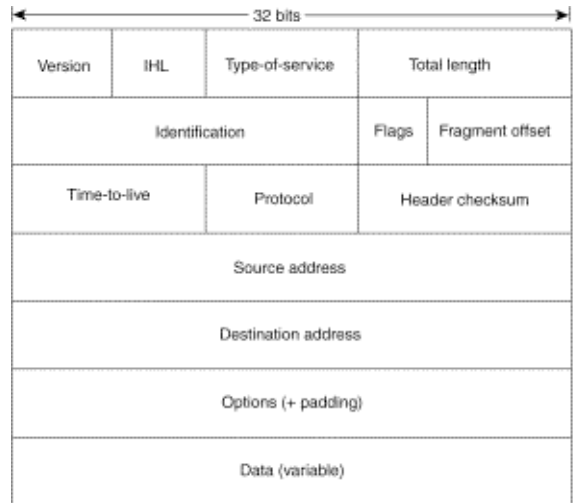 32 bits
Version IHL Type-of-service Total length
Identification Flags Fragment offset
Time-to-live Protocol Header checksum
Source address
Destination address
Options (+ padding)
Data (variable)